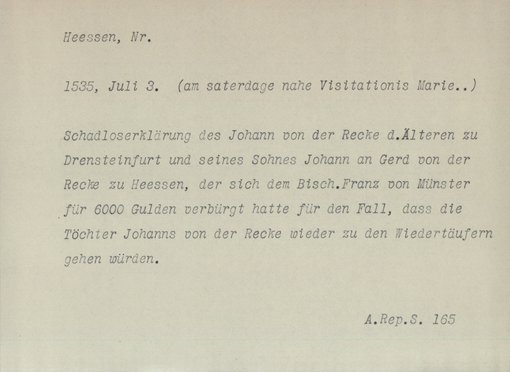 Heessen, Nr.
1535, Juli 3. (am saterdage nahe Visitationis Marie..)
Schadloserklärung des Johann von der Recke d.Älteren zu
Drensteinfurt und seines Sohnes Johann an Gerd von der
Recke zu Heessen, der sich dem Bisch.Franz von Münster
für 6000 Gulden verbürgt hatte für den Fall, dass die
Töchter Johanns von der Recke wieder zu den Wiedertäufern
gehen würden.
A.Rep.S. 165